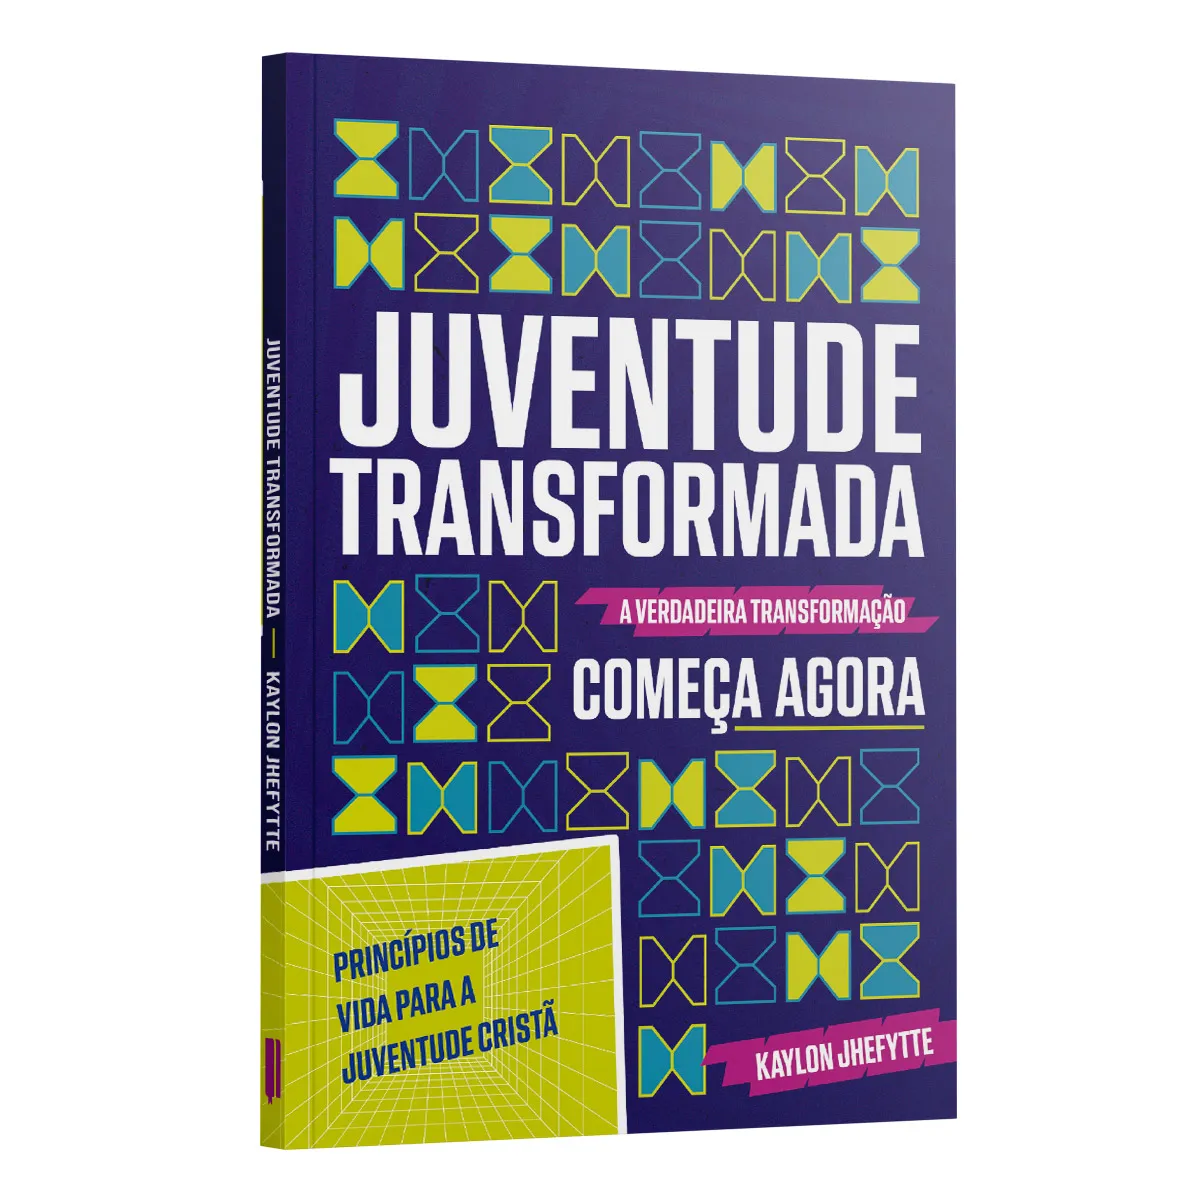 JUVENTUDE
TRANSFORMADA
A VERDADEIRA TRANSFORMAÇÃO
COMEÇA AGORA
PRINCÍPIOS DE
VIDA PARA A
JUVENTUDE CRISTÃ
KAYLON JHEFYTTE
JUVENTUDE TRANSFORMADA — KAYLON JHEFYTTE